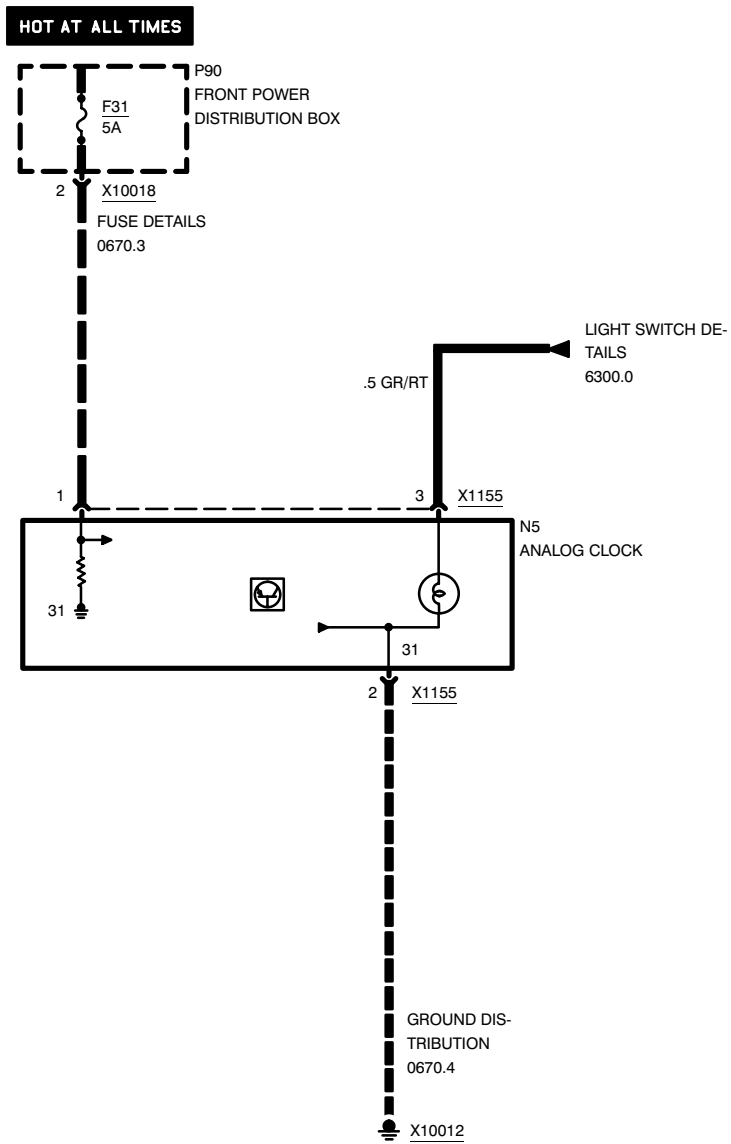 HOT AT ALL TIMES
P90
FRONT POWER
DISTRIBUTION BOX
F31
5A
2 X10018
FUSE DETAILS
0670.3
LIGHT SWITCH DE-
TAILS
6300.0
.5 GR/RT
1 3 X1155
N5
ANALOG CLOCK
31
31
2 X1155
GROUND DIS-
TRIBUTION
0670.4
X10012